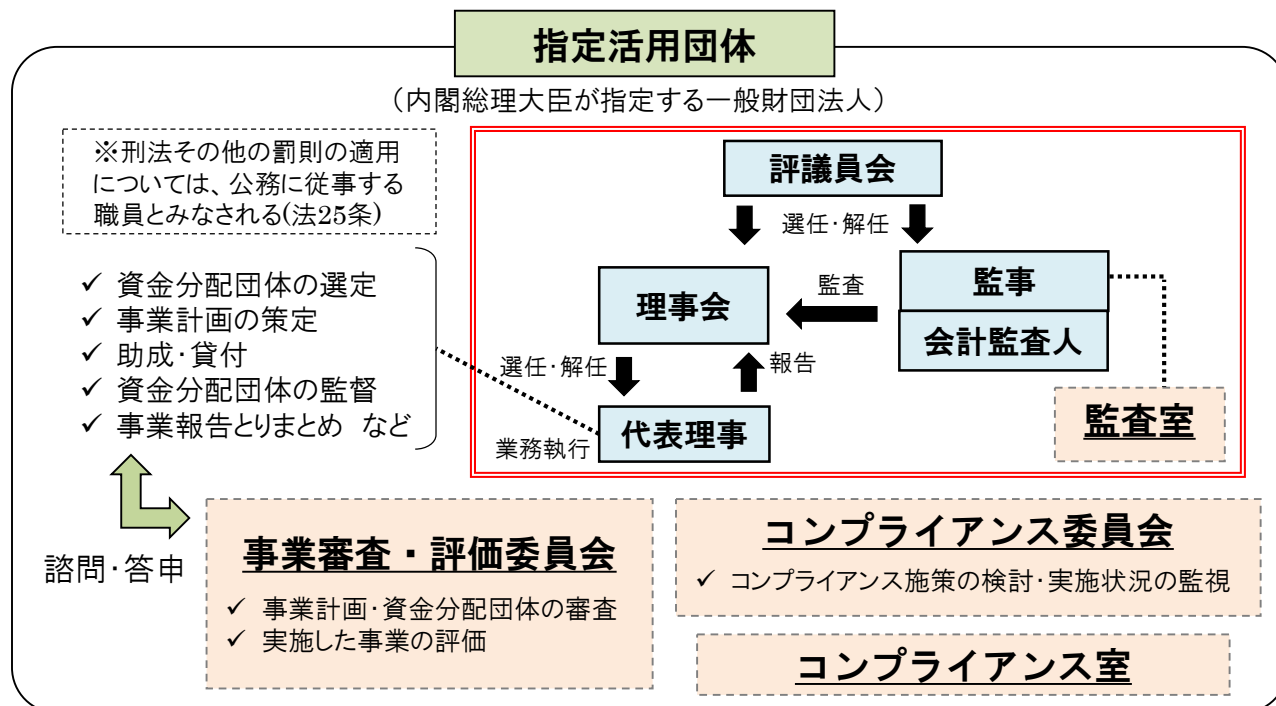 指定活用団体
（内閣総理大臣が指定する一般財団法人）
※刑法その他の罰則の適用
については、公務に従事する
職員とみなされる(法25条)
✓ 資金分配団体の選定
✓ 事業計画の策定
✓ 助成･貸付
✓ 資金分配団体の監督
✓ 事業報告とりまとめ など
評議員会
選任･解任
理事会
監査
監事
会計監査人
選任･解任
報告
業務執行
代表理事
監査室
諮問･答申
事業審査・評価委員会
✓ 事業計画･資金分配団体の審査
✓ 実施した事業の評価
コンプライアンス委員会
✓ コンプライアンス施策の検討･実施状況の監視
コンプライアンス室